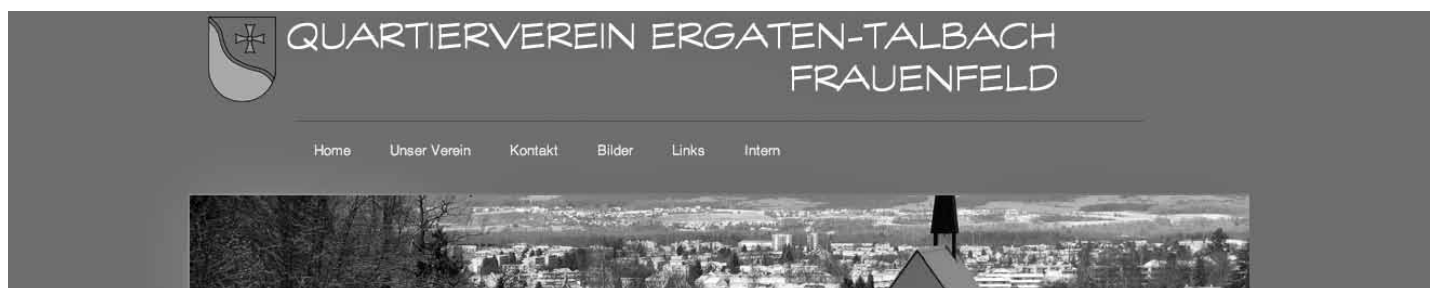 QUARTIERVEREIN ERGATEN-TALBACH
FRAUENFELD
Home Unser Verein Kontakt Bilder Links Intern